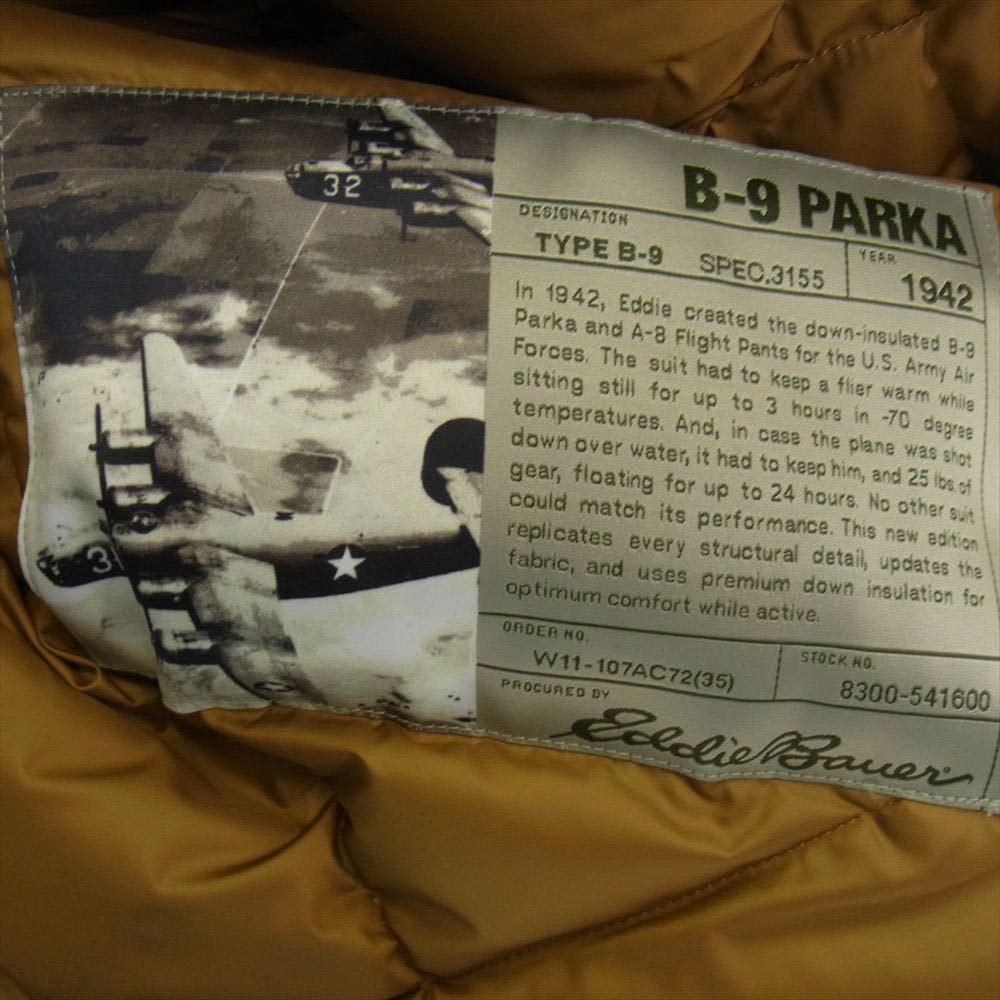 32
3
B-9 PARKA
DESIGNATION
TYPE B-9 SPEC.3155
YEAR
1942
In 1942, Eddie created the down-insulated B-9
Parka and A-8 Flight Pants for the U.S. Army Air
Forces. The suit had to keep a flier warm while
sitting still for up to 3 hours in -70 degree
temperatures. And, in case the plane was shot
down over water, it had to keep him, and 25 lbs. of
gear, floating for up to 24 hours. No other suit
could match its performance. This new edition
replicates every structural detail, updates the
fabric, and uses premium down insulation for
optimum comfort while active.
ORDER NO.
W11-107AC72(35)
STOCK NO.
8300-541600
PROCURED BY
Eddie Bauer